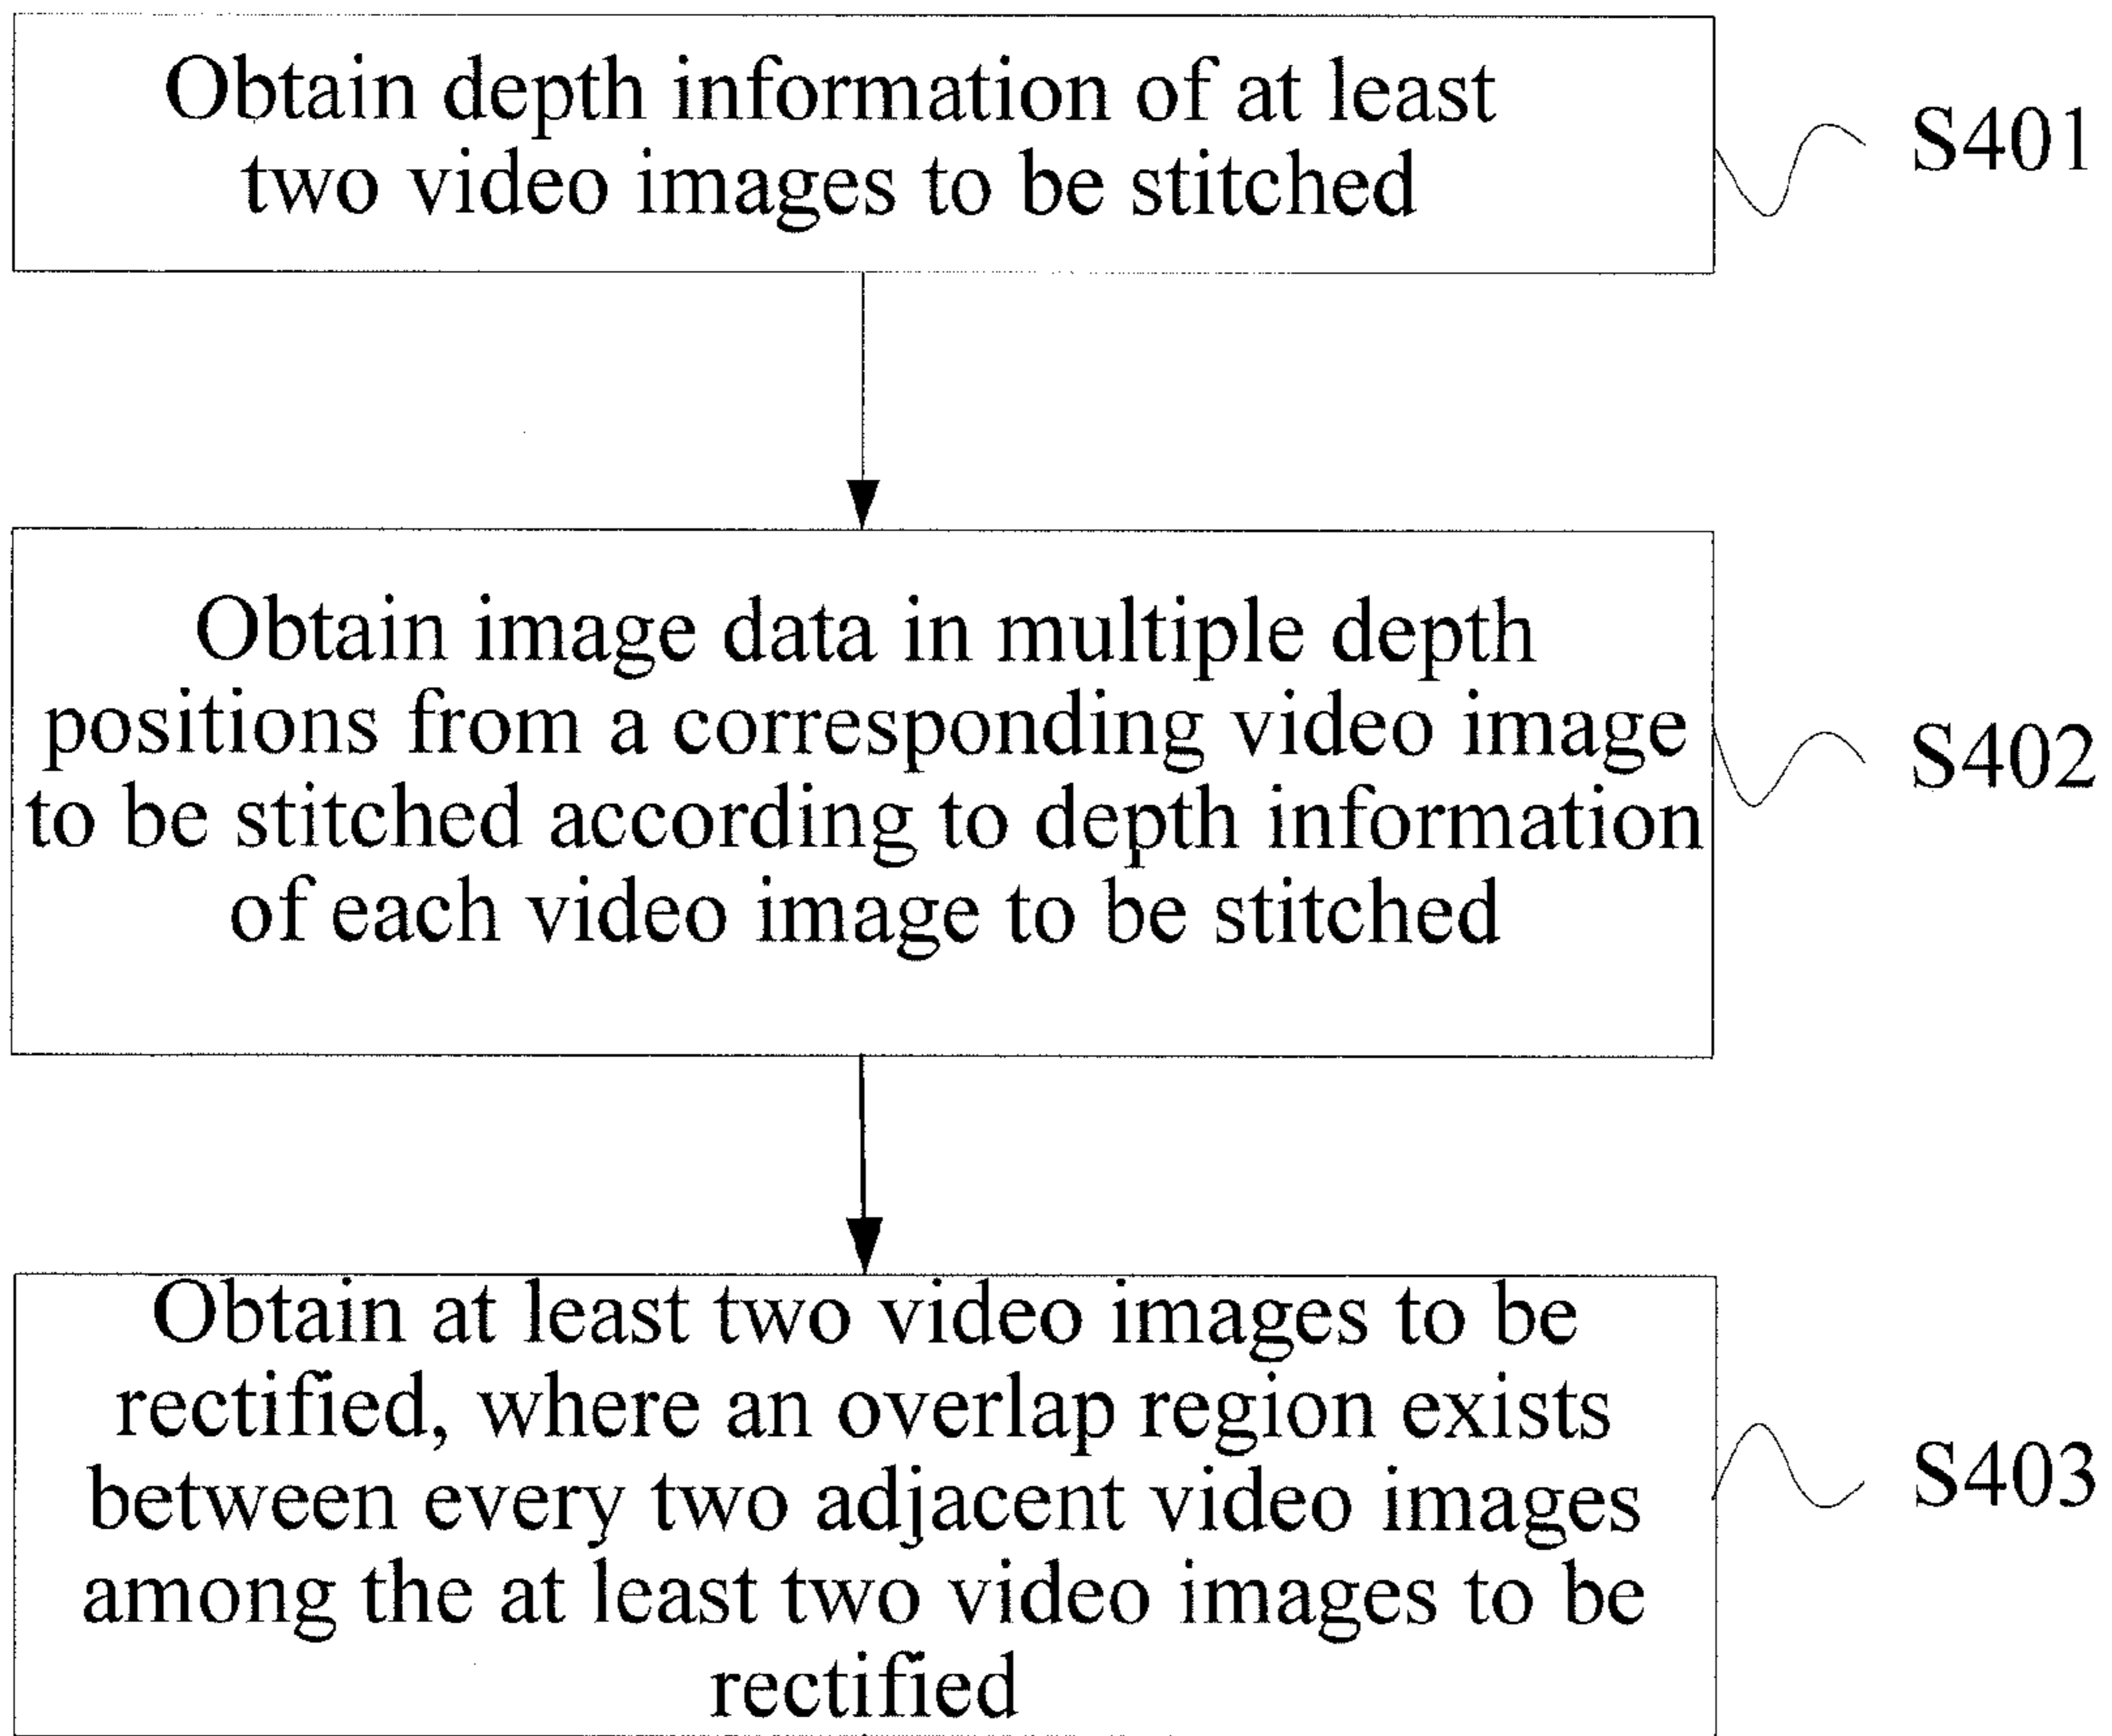 Obtain depth information of at least
two video images to be stitched
S401
Obtain image data in multiple depth
positions from a corresponding video image
to be stitched according to depth information
of each video image to be stitched
S402
Obtain at least two video images to be
rectified, where an overlap region exists
between every two adjacent video images
among the at least two video images to be
rectified
S403